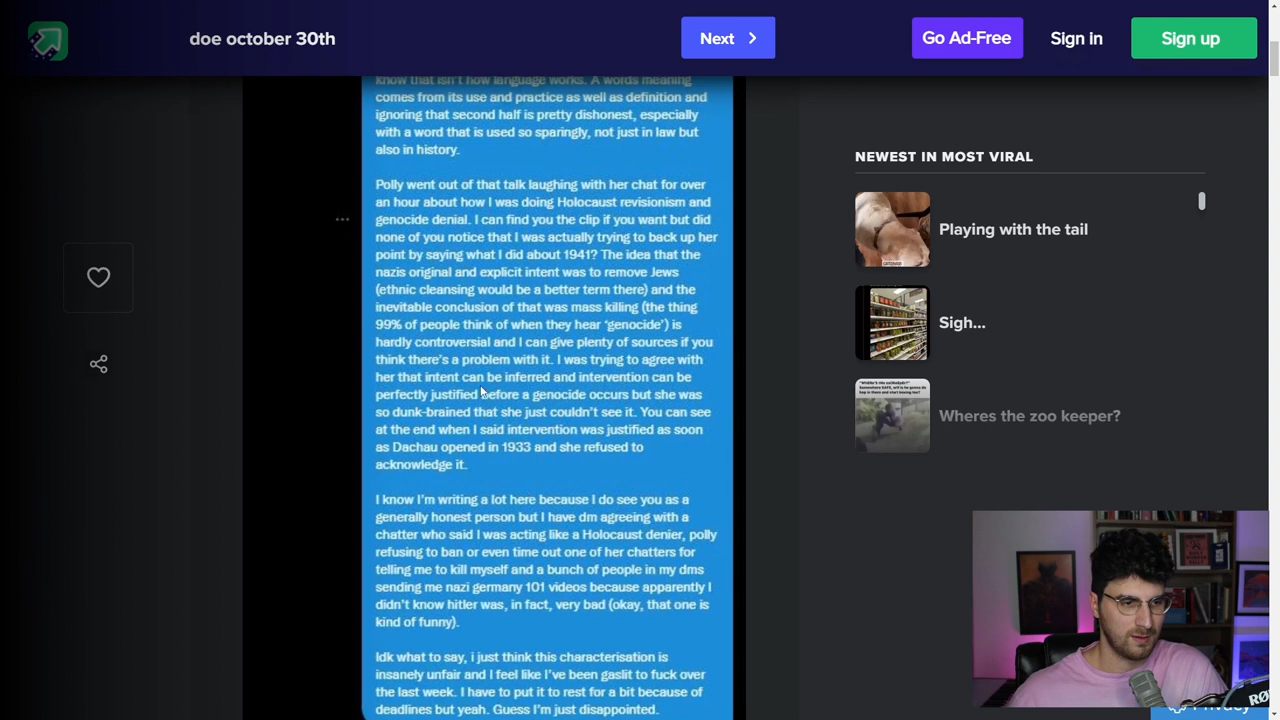 doe october 30th
Next
Go Ad-Free
Sign in
Sign up
know that isn't how language works. A words meaning
comes from its use and practice as well as definition and
ignoring that second half is pretty dishonest, especially
with a word that is used so sparingly, not just in law but
also in history.
Polly went out of that talk laughing with her chat for over
an hour about how I was doing Holocaust revisionism and
genocide denial. I can find you the clip if you want but did
none of you notice that I was actually trying to back up her
point by saying what I did about 1941? The idea that the
nazis original and explicit intent was to remove Jews
(ethnic cleansing would be a better term there) and the
inevitable conclusion of that was mass killing (the thing
99% of people think of when they hear 'genocide') is
hardly controversial and I can give plenty of sources if you
think there's a problem with it. I was trying to agree with
her that intent can be inferred and intervention can be
perfectly justified before a genocide occurs but she was
so dunk-brained that she just couldn't see it. You can see
at the end when I said intervention was justified as soon
as Dachau opened in 1933 and she refused to
acknowledge it.
I know I'm writing a lot here because I do see you as a
generally honest person but I have dm agreeing with a
chatter who said I was acting like a Holocaust denier, polly
refusing to ban or even time out one of her chatters for
telling me to kill myself and a bunch of people in my dms
sending me nazi germany 101 videos because apparently I
didn't know hitler was, in fact, very bad (okay, that one is
kind of funny).
Idk what to say, i just think this characterisation is
insanely unfair and I feel like I've been gaslit to fuck over
the last week. I have to put it to rest for a bit because of
deadlines but yeah. Guess I'm just disappointed.
NEWEST IN MOST VIRAL
Playing with the tail
Sigh...
Wheres the zoo keeper?
Privacy